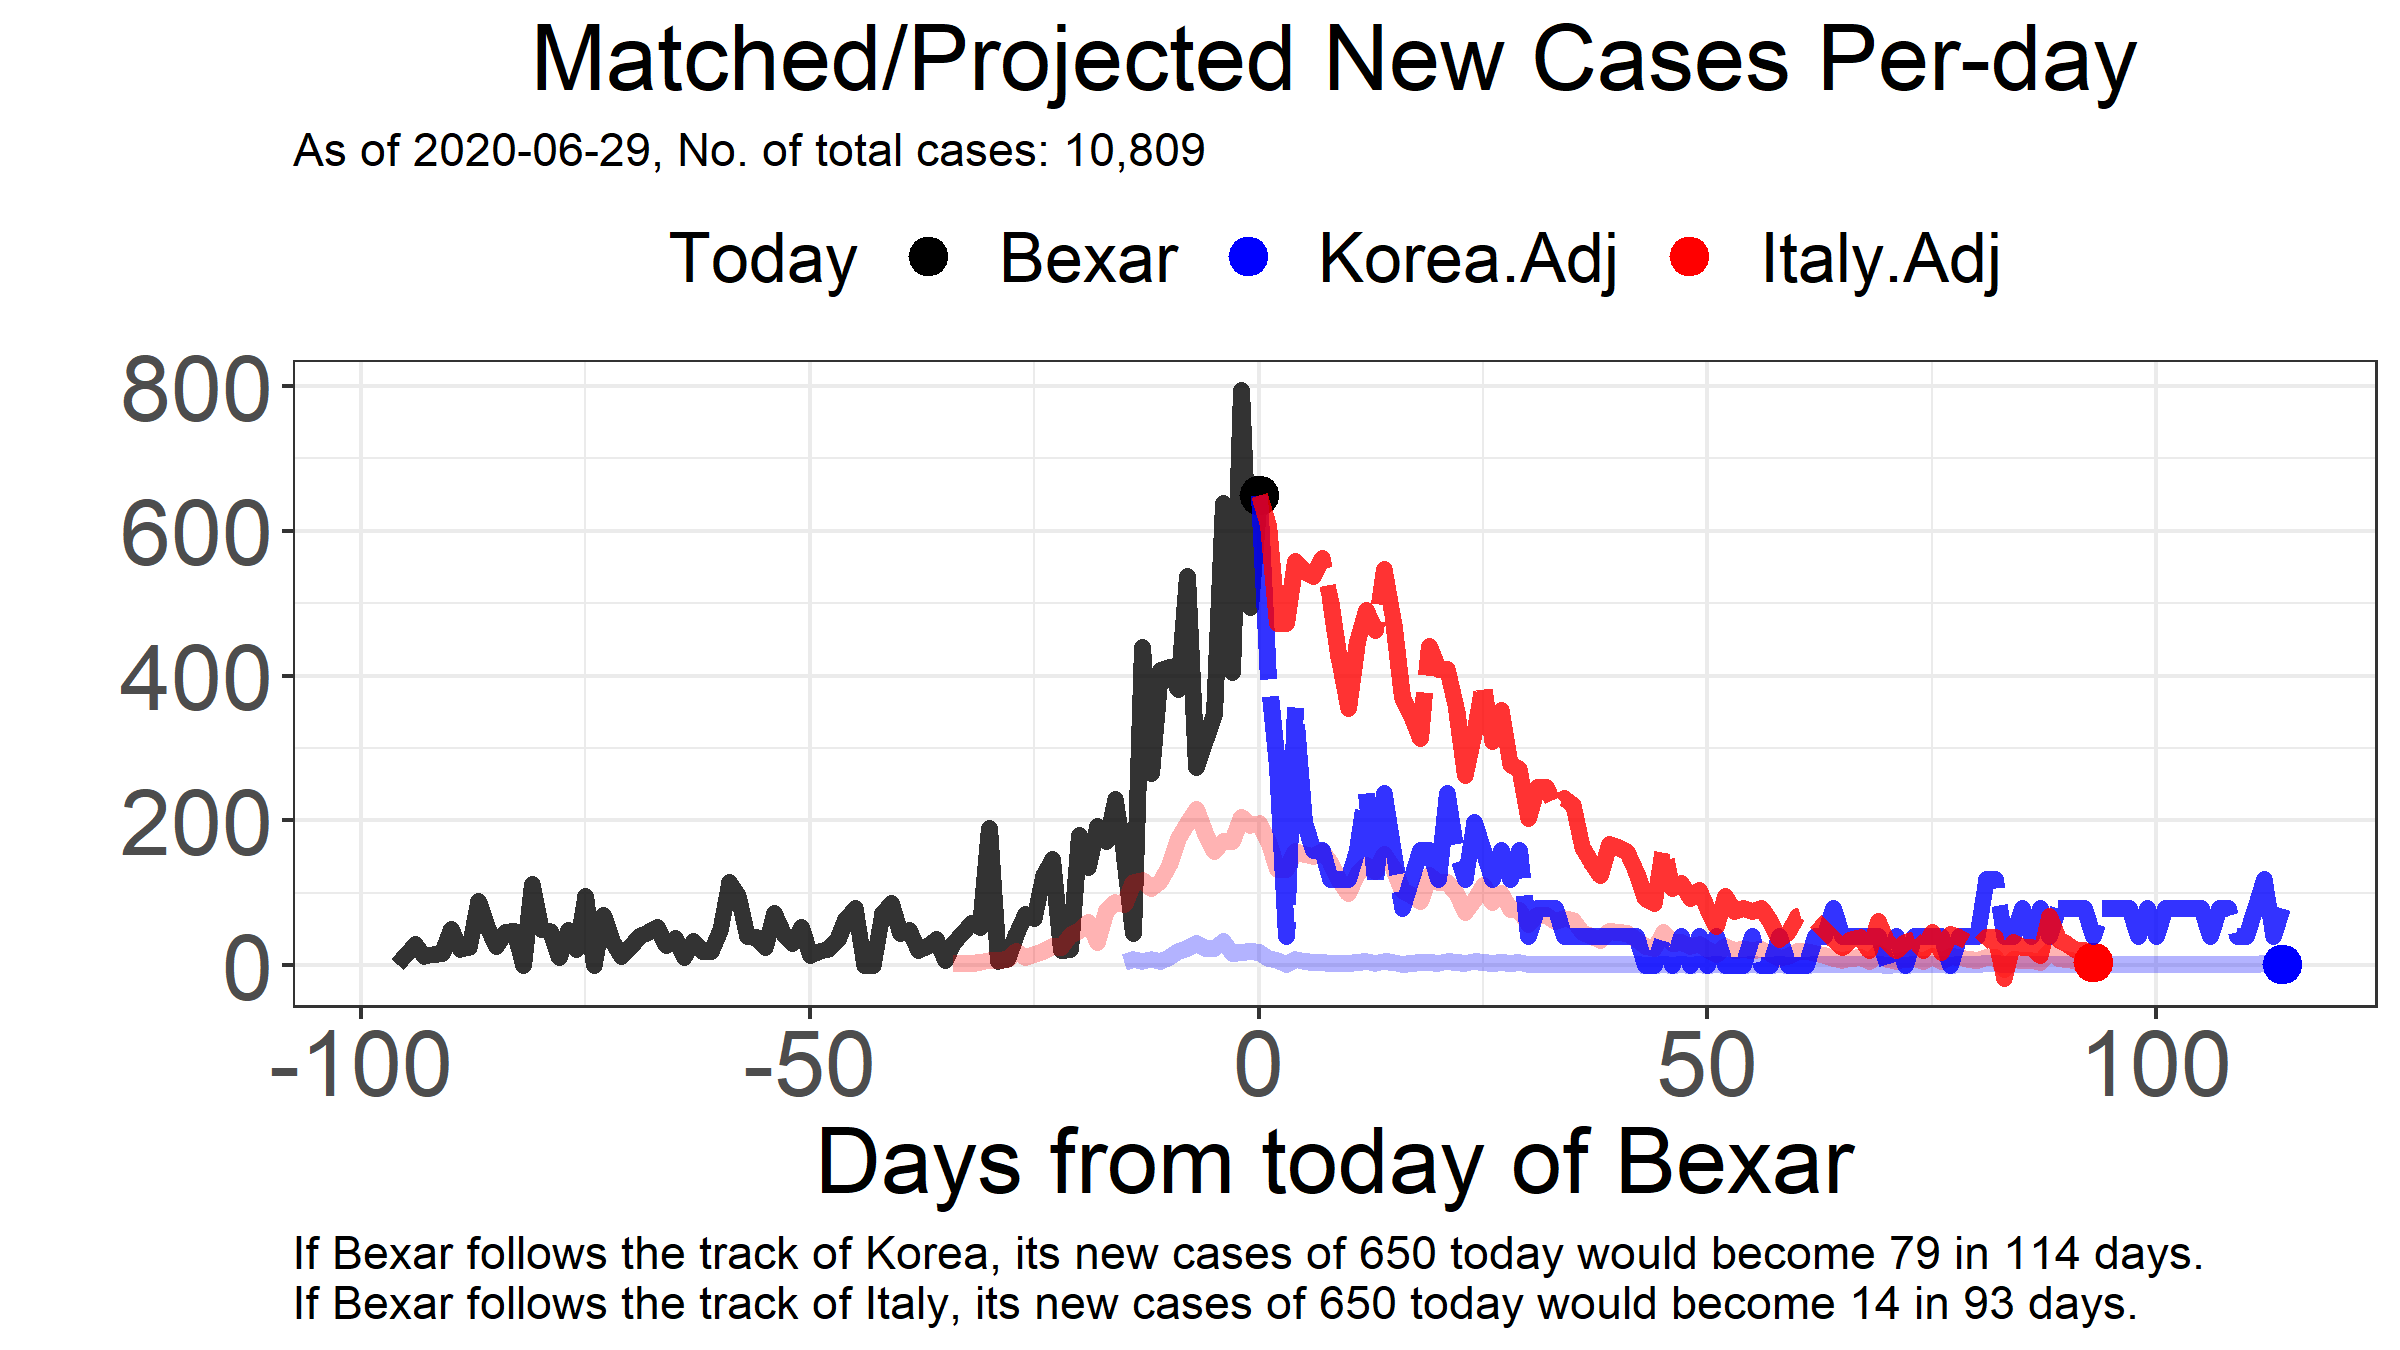 Matched/Projected New Cases Per-day
As of 2020-06-29, No. of total cases: 10,809
Today Bexar Korea.Adj Italy.Adj
800
600
400
200
0
-100 -50 0 50 100
Days from today of Bexar
If Bexar follows the track of Korea, its new cases of 650 today would become 79 in 114 days.
If Bexar follows the track of Italy, its new cases of 650 today would become 14 in 93 days.